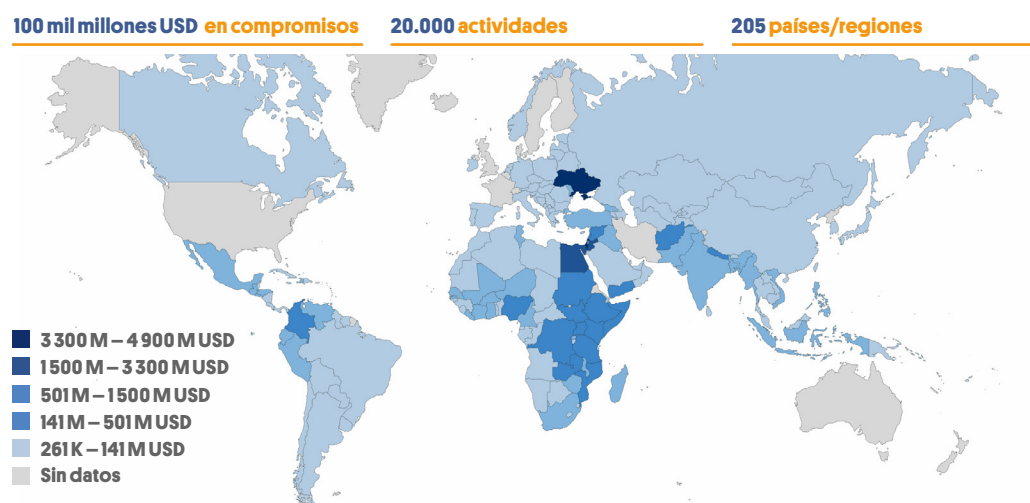 100 mil millones USD en compromisos
20.000 actividades
205 países/regiones
3 300 M – 4 900 M USD
1 500 M – 3 300 M USD
501 M – 1 500 M USD
141 M – 501 M USD
261 K – 141 M USD
Sin datos